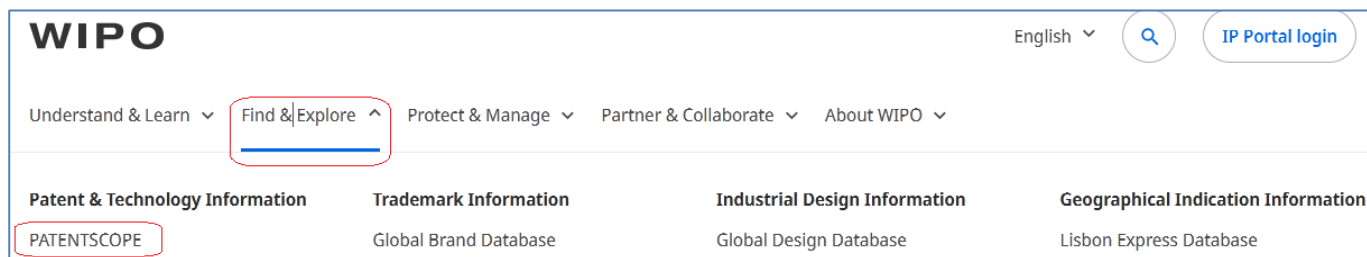 WIPO
English
IP Portal login
Understand & Learn
Find & Explore
Protect & Manage
Partner & Collaborate
About WIPO
Patent & Technology Information
Trademark Information
Industrial Design Information
Geographical Indication Information
PATENTSCOPE
Global Brand Database
Global Design Database
Lisbon Express Database